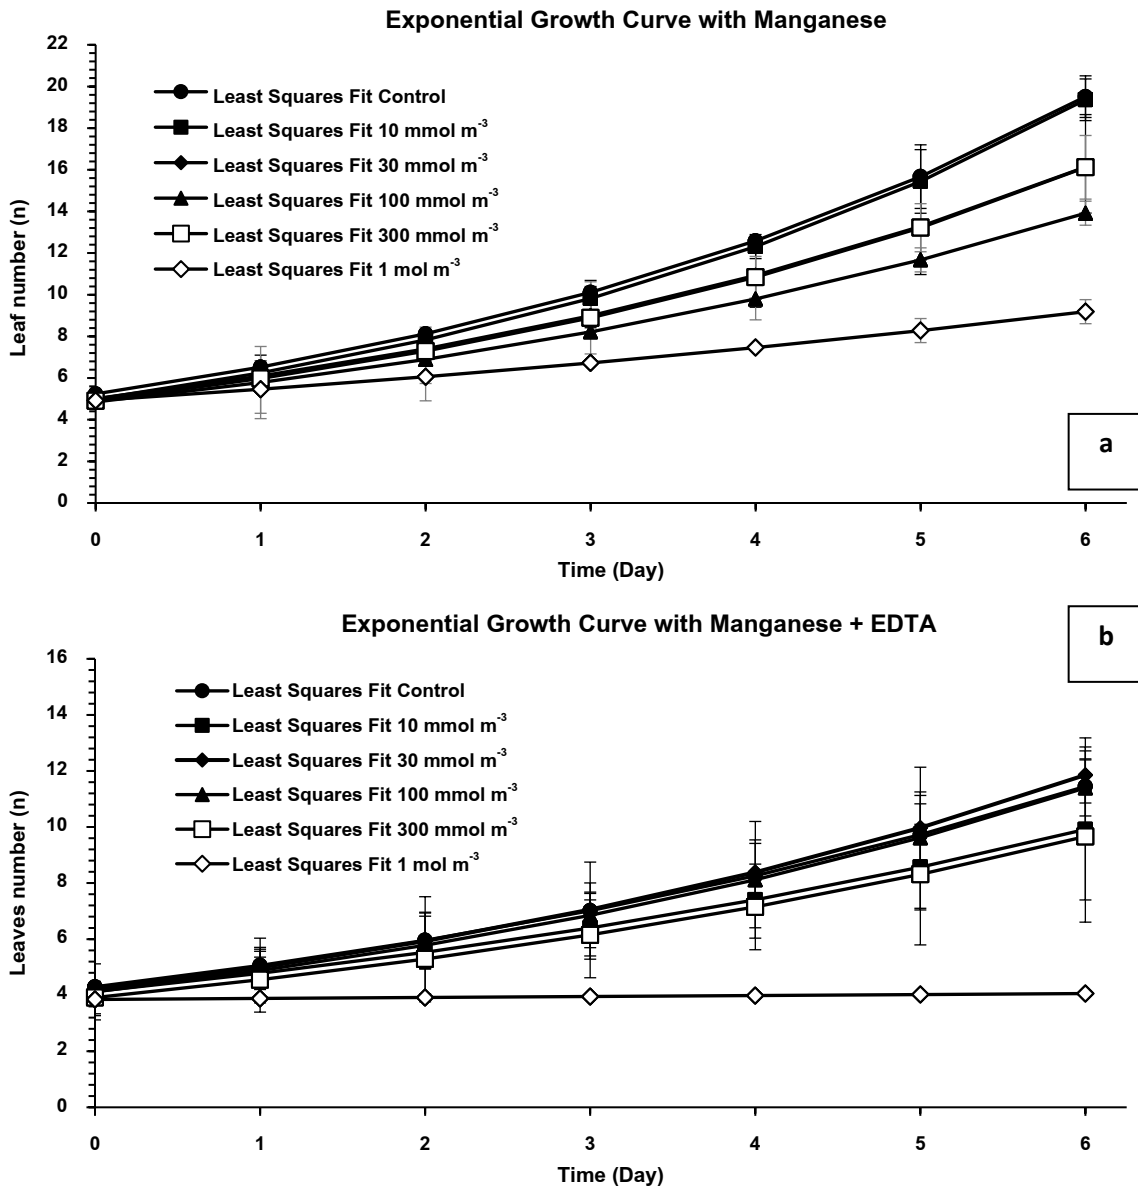 Exponential Growth Curve with Manganese
22
20
18
16
14
12
10
8
6
4
2
0
Leaf number (n)
Least Squares Fit Control
Least Squares Fit 10 mmol m⁻³
Least Squares Fit 30 mmol m⁻³
Least Squares Fit 100 mmol m⁻³
Least Squares Fit 300 mmol m⁻³
Least Squares Fit 1 mol m⁻³
a
0 1 2 3 4 5 6
Time (Day)
Exponential Growth Curve with Manganese + EDTA
b
16
14
12
10
8
6
4
2
0
Leaves number (n)
Least Squares Fit Control
Least Squares Fit 10 mmol m⁻³
Least Squares Fit 30 mmol m⁻³
Least Squares Fit 100 mmol m⁻³
Least Squares Fit 300 mmol m⁻³
Least Squares Fit 1 mol m⁻³
0 1 2 3 4 5 6
Time (Day)